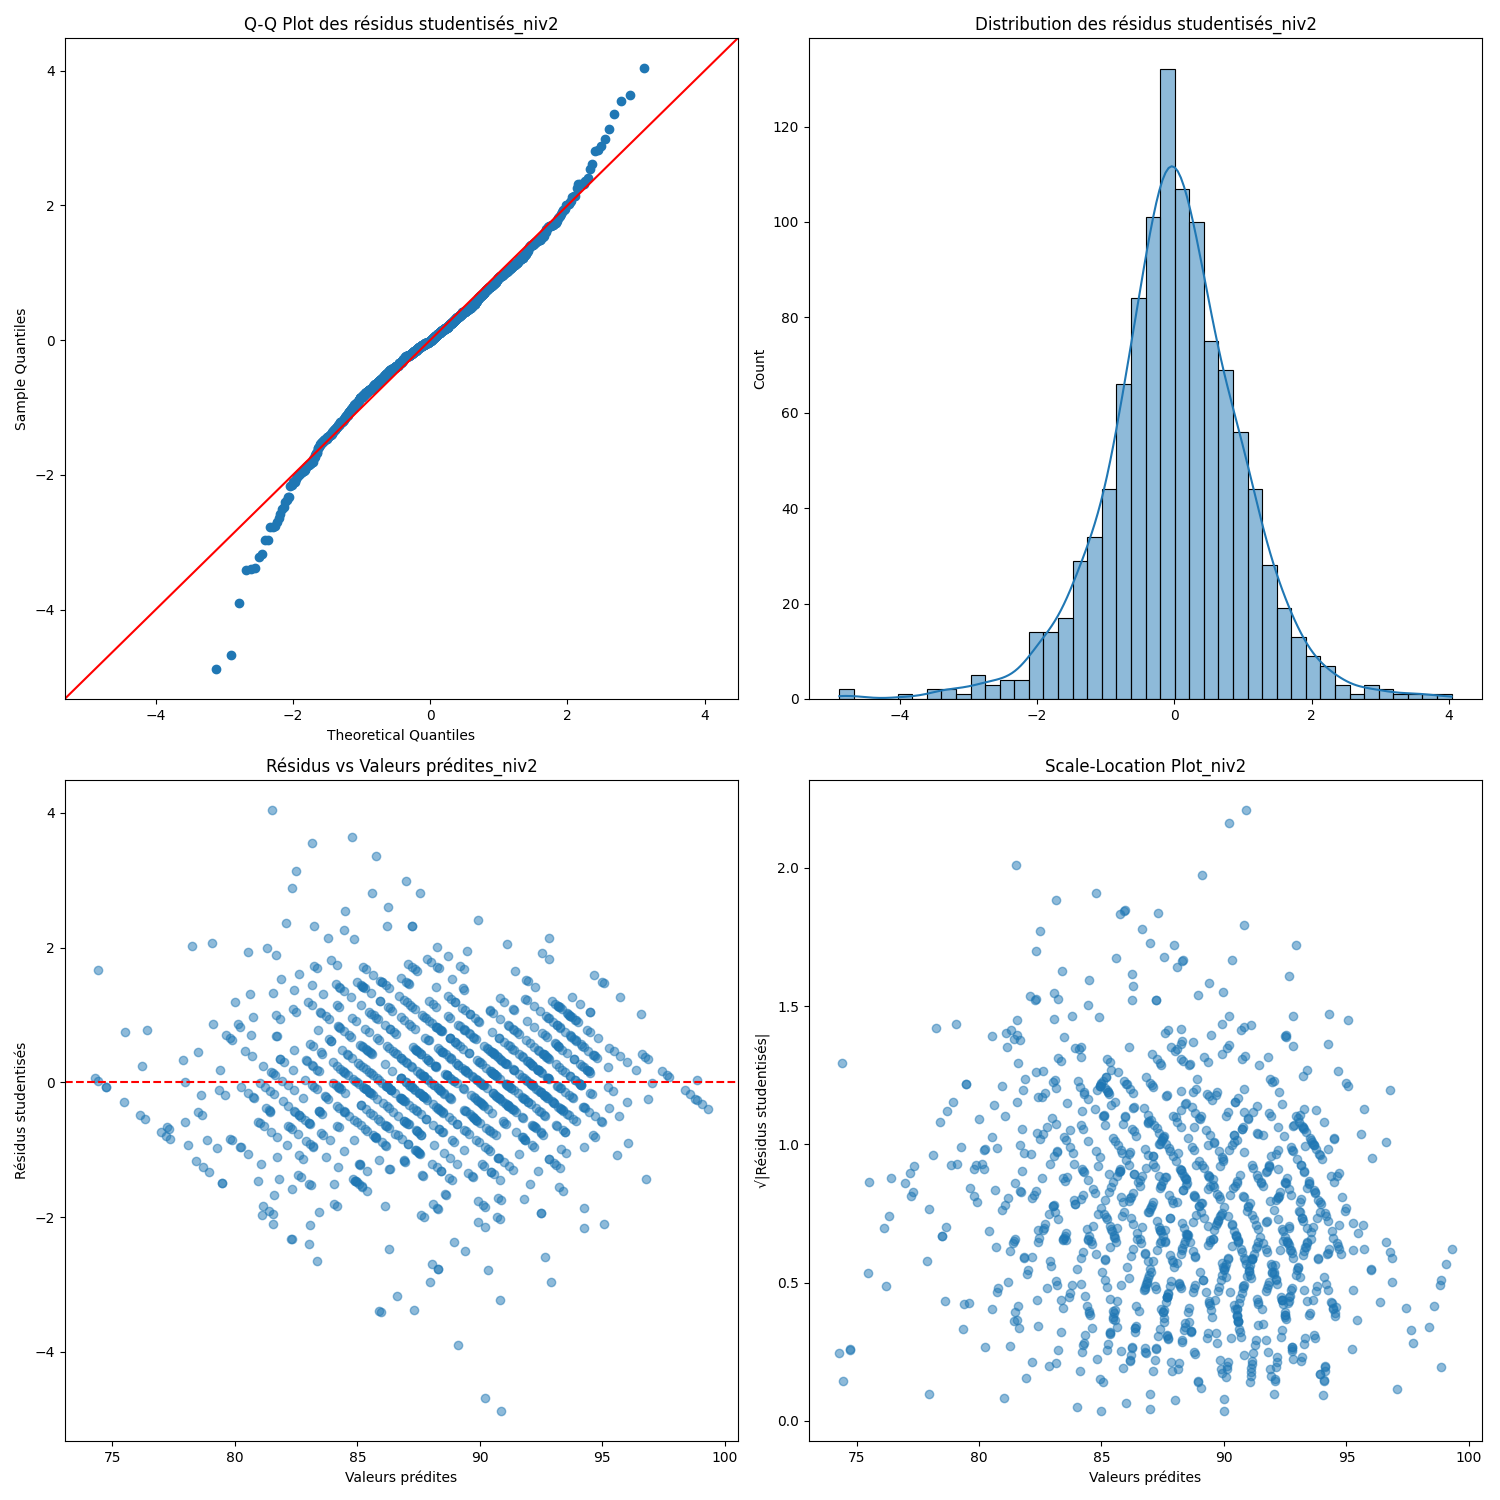 Q-Q Plot des résidus studentisés_niv2
4
2
0
−2
−4
Sample Quantiles
−4 −2 0 2 4
Theoretical Quantiles
Distribution des résidus studentisés_niv2
120
100
80
60
40
20
0
Count
−4 −2 0 2 4
Résidus vs Valeurs prédites_niv2
4
2
0
−2
−4
Résidus studentisés
75 80 85 90 95 100
Valeurs prédites
Scale-Location Plot_niv2
2.0
1.5
1.0
0.5
0.0
√|Résidus studentisés|
75 80 85 90 95 100
Valeurs prédites